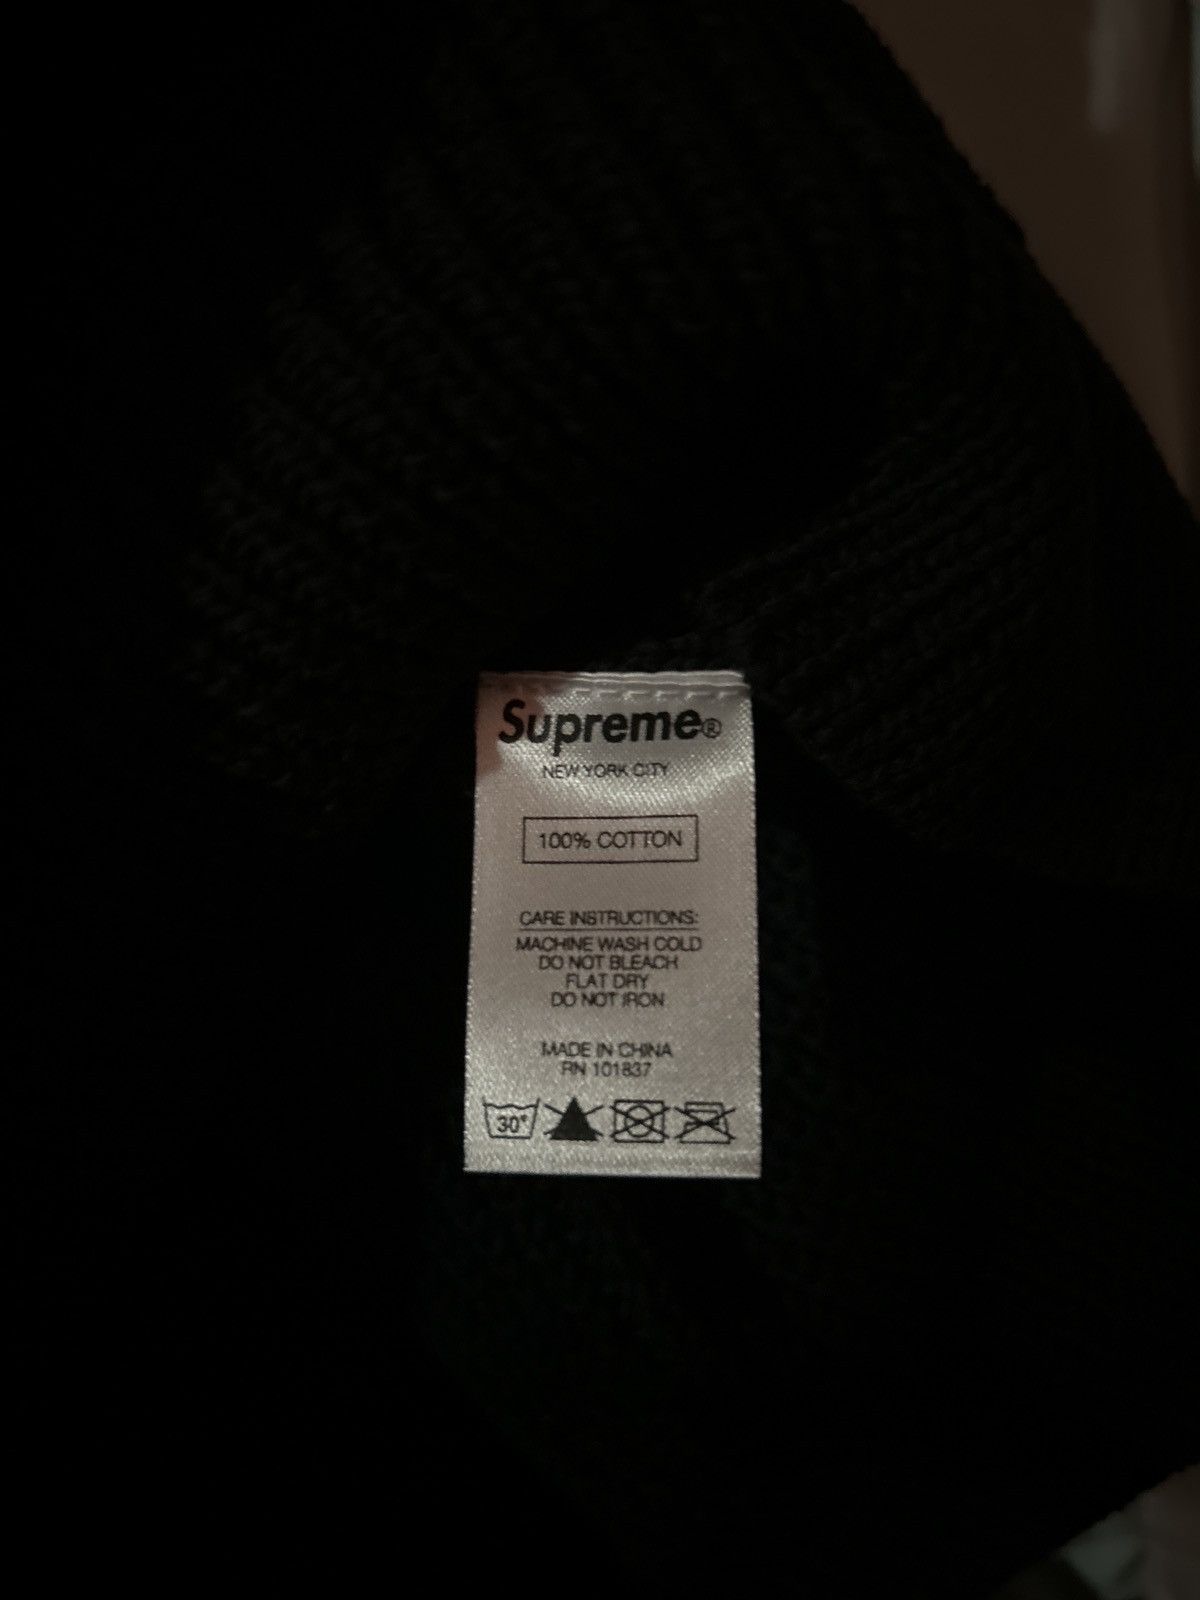 Supreme®
NEW YORK CITY
100% COTTON
CARE INSTRUCTIONS:
MACHINE WASH COLD
DO NOT BLEACH
FLAT DRY
DO NOT IRON
MADE IN CHINA
RN 101837
30°